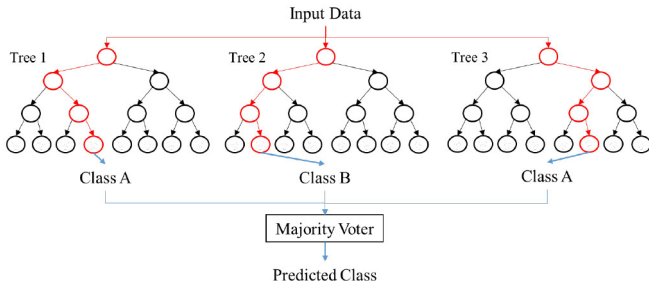 Input Data
Tree 1
Tree 2
Tree 3
Class A
Class B
Class A
Majority Voter
Predicted Class